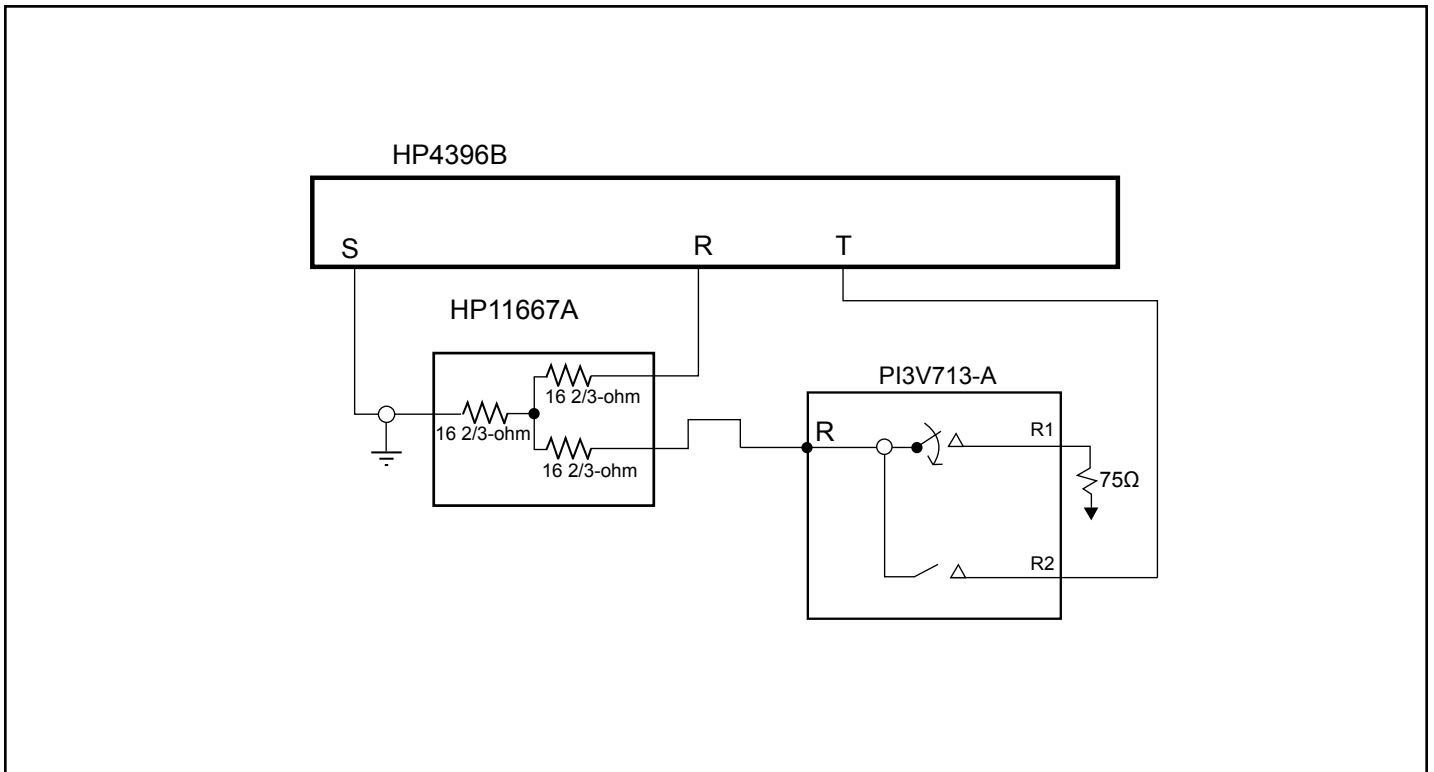 HP4396B
S
R
T
HP11667A
16 2/3-ohm
16 2/3-ohm
16 2/3-ohm
PI3V713-A
R
R1
75Ω
R2